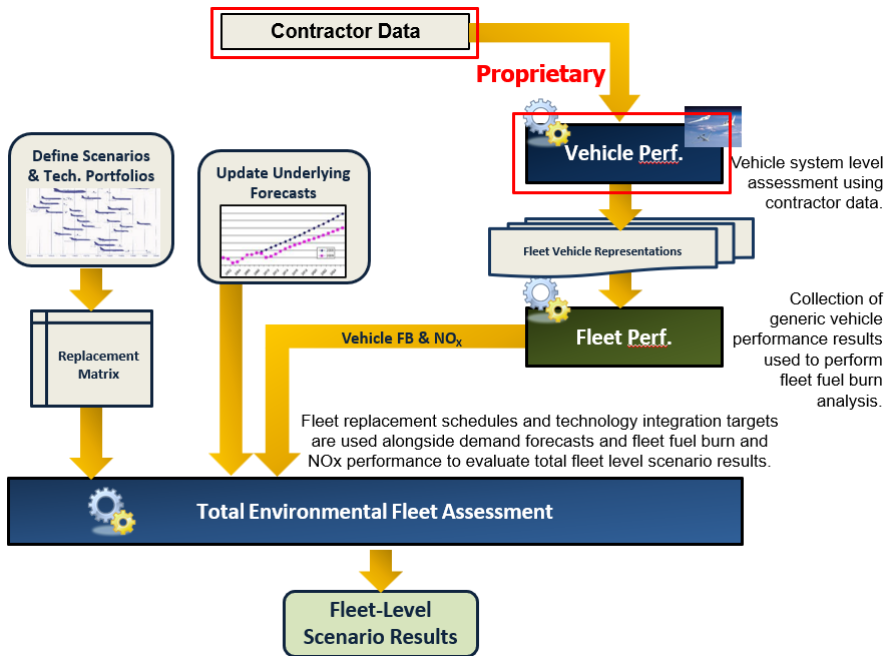 Contractor Data
Proprietary
Vehicle Perf.
Vehicle system level
assessment using
contractor data.
Define Scenarios
& Tech. Portfolios
Update Underlying
Forecasts
Fleet Vehicle Representations
Replacement
Matrix
Vehicle FB & NOX
Fleet Perf.
Collection of
generic vehicle
performance results
used to perform
fleet fuel burn
analysis.
Fleet replacement schedules and technology integration targets
are used alongside demand forecasts and fleet fuel burn and
NOx performance to evaluate total fleet level scenario results.
Total Environmental Fleet Assessment
Fleet-Level
Scenario Results